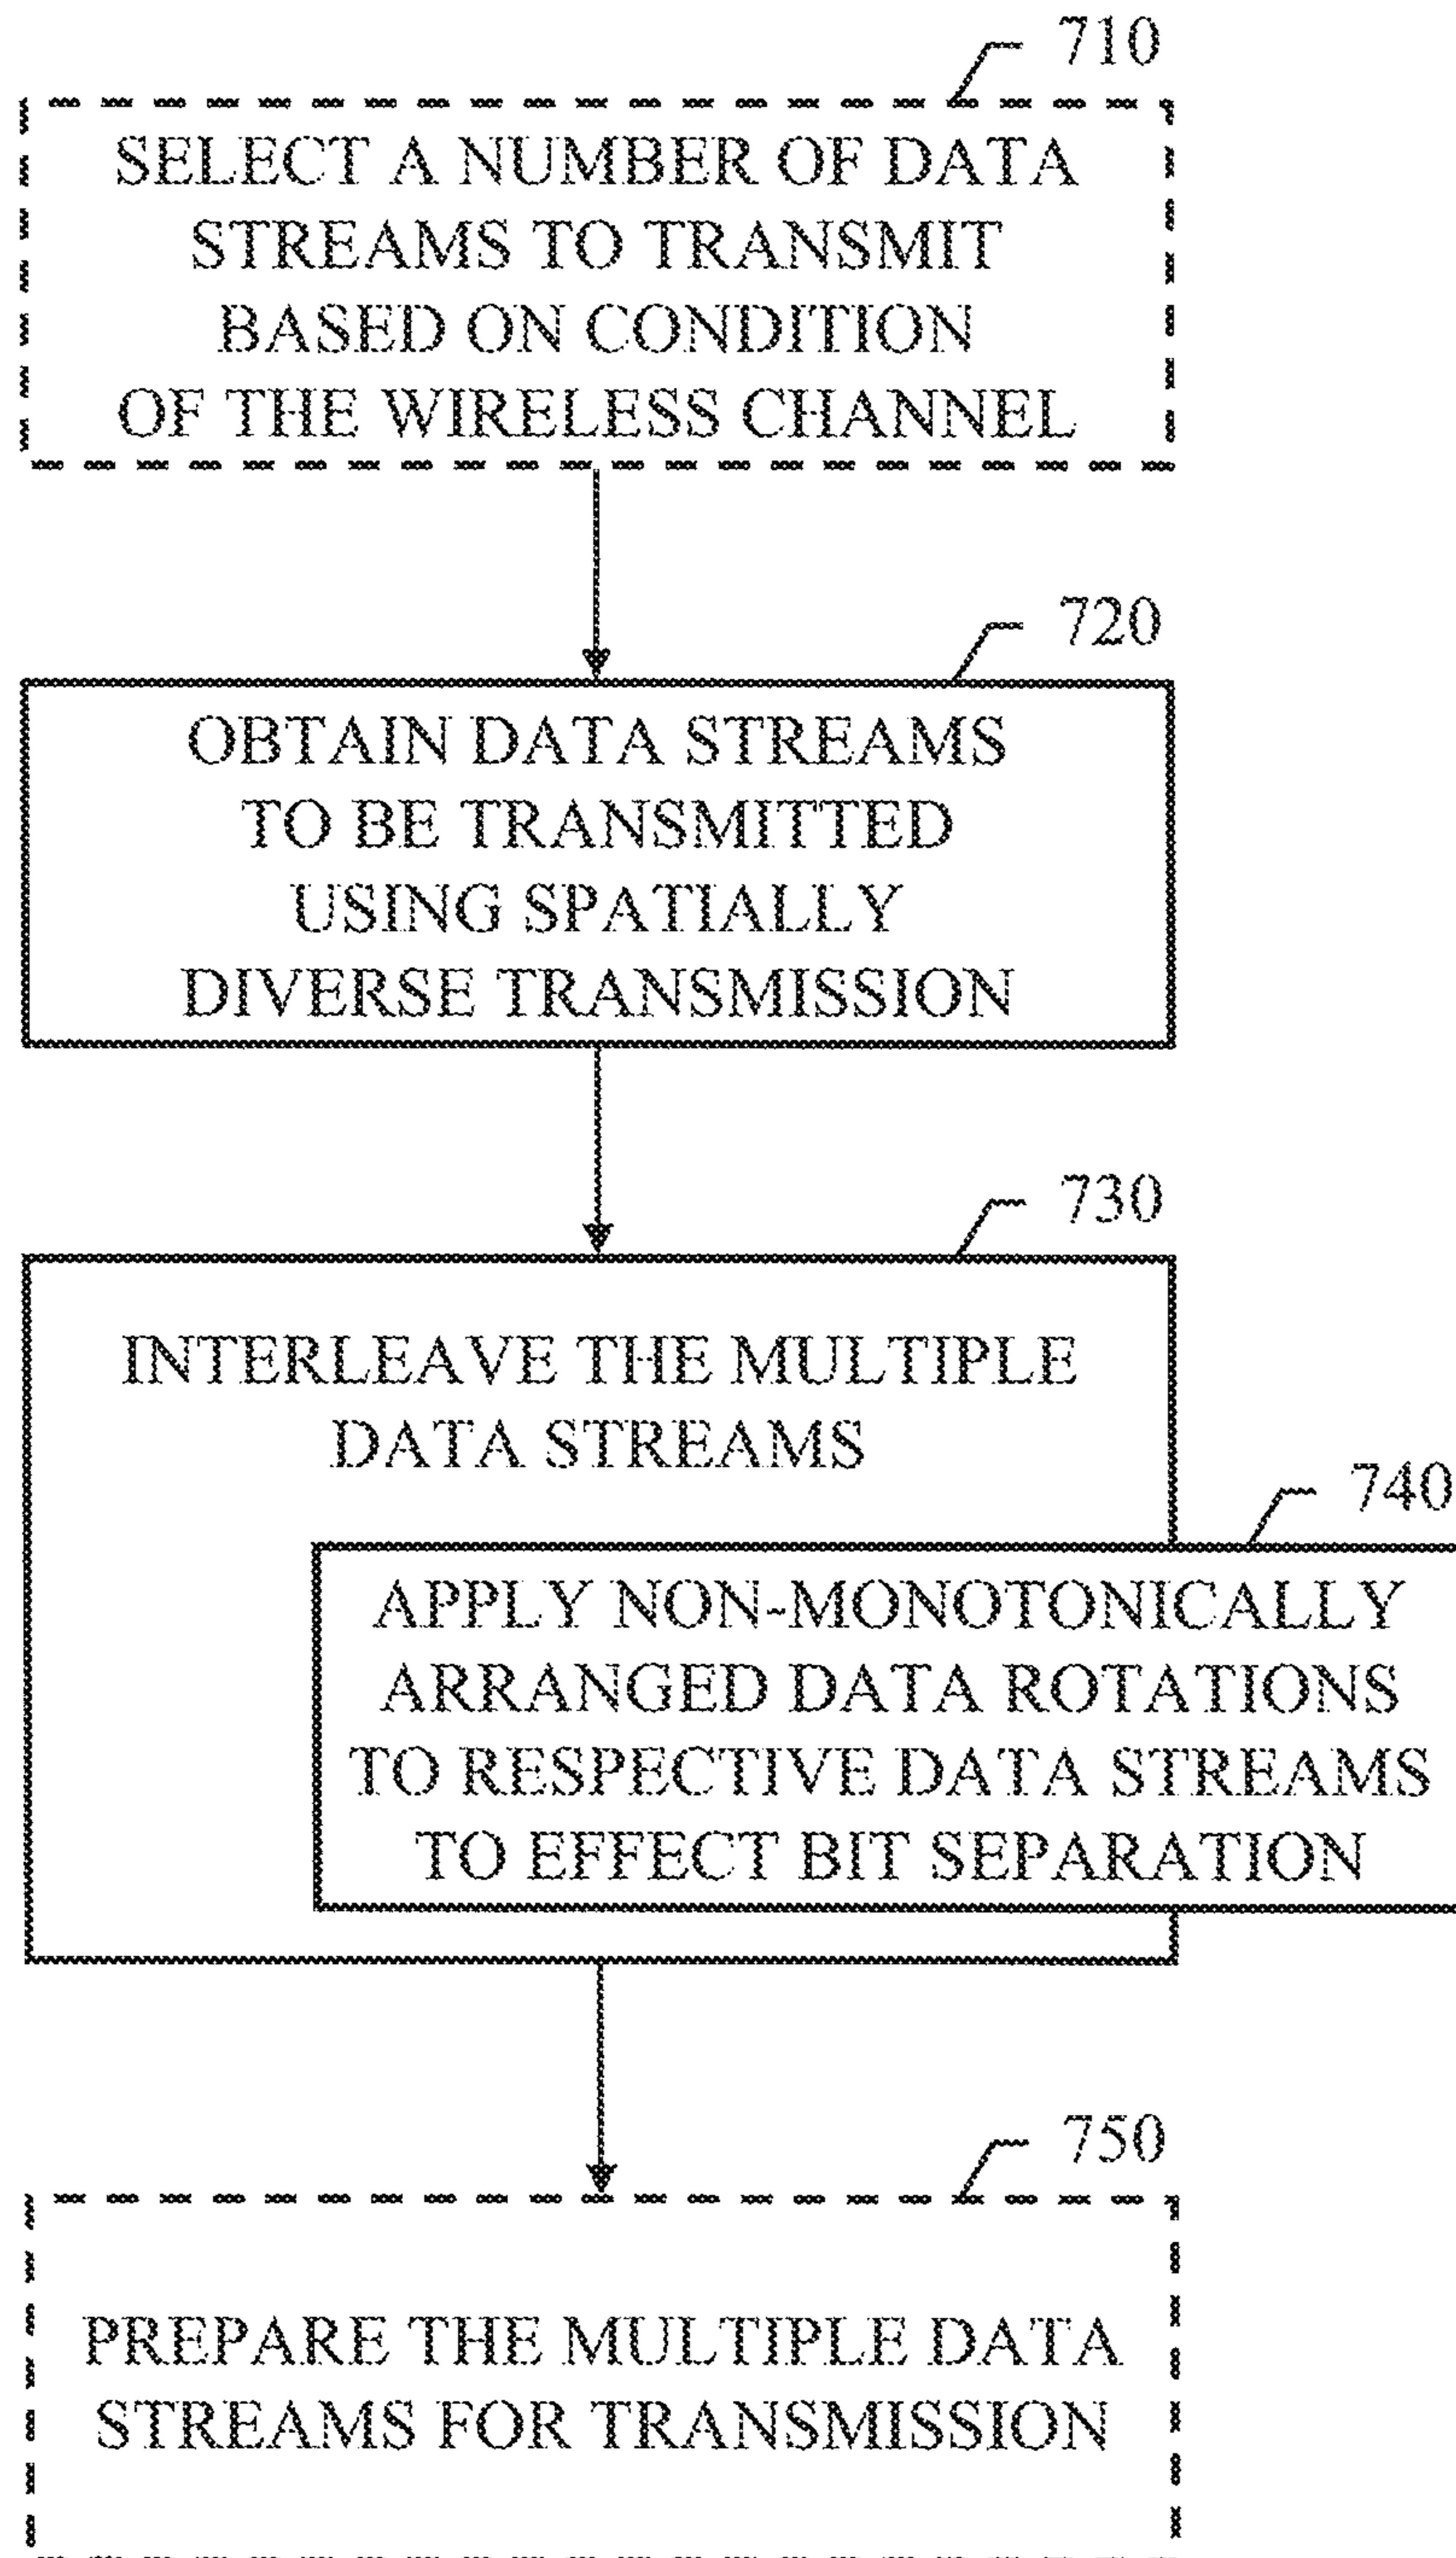 710
SELECT A NUMBER OF DATA
STREAMS TO TRANSMIT
BASED ON CONDITION
OF THE WIRELESS CHANNEL
720
OBTAIN DATA STREAMS
TO BE TRANSMITTED
USING SPATIALLY
DIVERSE TRANSMISSION
730
INTERLEAVE THE MULTIPLE
DATA STREAMS
740
APPLY NON-MONOTONICALLY
ARRANGED DATA ROTATIONS
TO RESPECTIVE DATA STREAMS
TO EFFECT BIT SEPARATION
750
PREPARE THE MULTIPLE DATA
STREAMS FOR TRANSMISSION